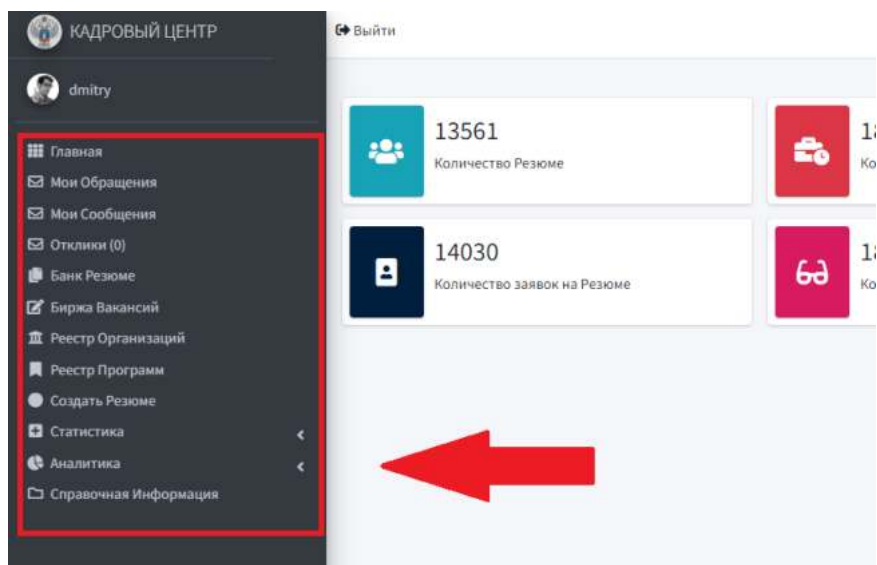 КАДРОВЫЙ ЦЕНТР
Выйти
dmitry
Главная
Мои Обращения
Мои Сообщения
Отклики (0)
Банк Резюме
Биржа Вакансий
Реестр Организаций
Реестр Программ
Создать Резюме
Статистика
Аналитика
Справочная Информация
13561
Количество Резюме
14030
Количество заявок на Резюме